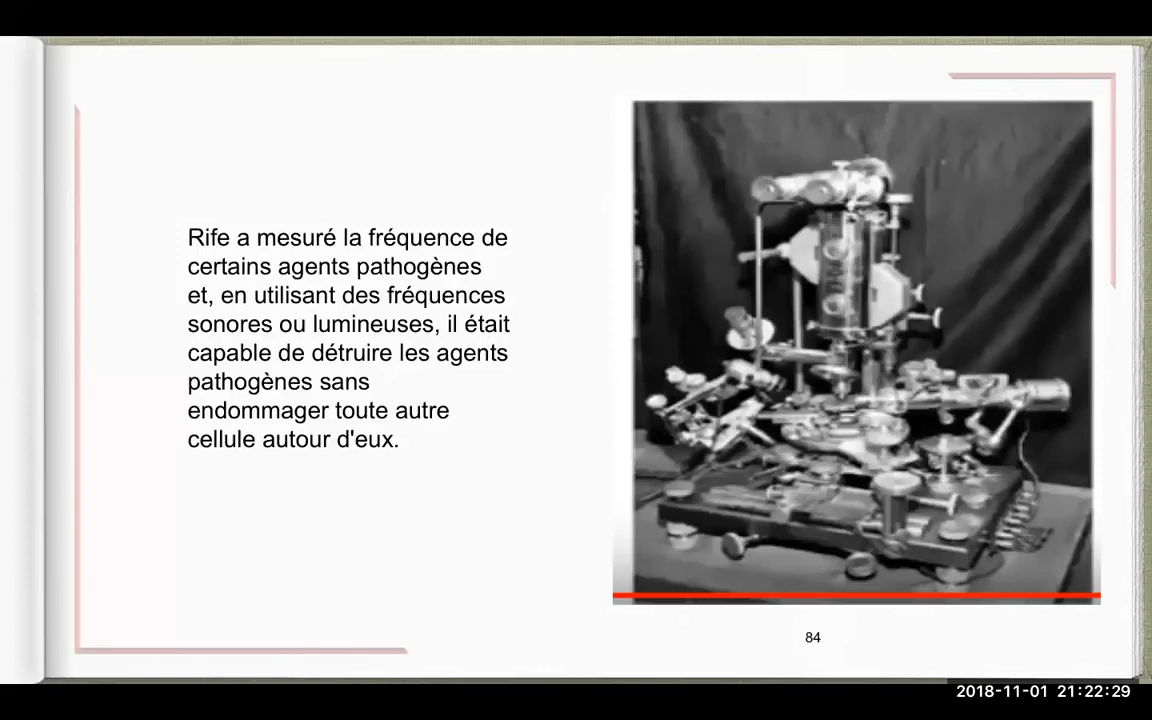 Rife a mesuré la fréquence de
certains agents pathogènes
et, en utilisant des fréquences
sonores ou lumineuses, il était
capable de détruire les agents
pathogènes sans
endommager toute autre
cellule autour d'eux.
84
2018-11-01 21:22:29